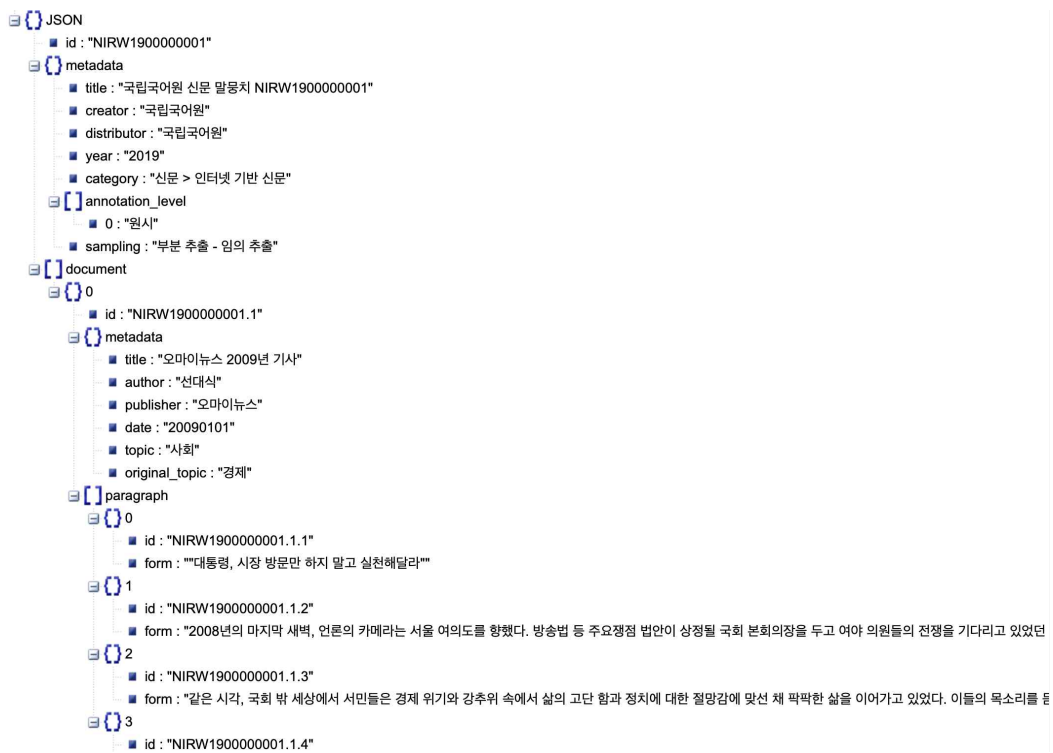 JSON
id : "NIRW1900000001"
metadata
title : "국립국어원 신문 말뭉치 NIRW1900000001"
creator : "국립국어원"
distributor : "국립국어원"
year : "2019"
category : "신문 > 인터넷 기반 신문"
annotation_level
0 : "원시"
sampling : "부분 추출 - 임의 추출"
document
0
id : "NIRW1900000001.1"
metadata
title : "오마이뉴스 2009년 기사"
author : "선대식"
publisher : "오마이뉴스"
date : "20090101"
topic : "사회"
original_topic : "경제"
paragraph
0
id : "NIRW1900000001.1.1"
form : ""대통령, 시장 방문만 하지 말고 실천해달라""
1
id : "NIRW1900000001.1.2"
form : "2008년의 마지막 새벽, 언론의 카메라는 서울 여의도를 향했다. 방송법 등 주요쟁점 법안이 상정될 국회 본회의장을 두고 여야 의원들의 전쟁을 기다리고 있었던
2
id : "NIRW1900000001.1.3"
form : "같은 시각, 국회 밖 세상에서 서민들은 경제 위기와 강추위 속에서 삶의 고단 함과 정치에 대한 절망감에 맞선 채 팍팍한 삶을 이어가고 있었다. 이들의 목소리를
3
id : "NIRW1900000001.1.4"